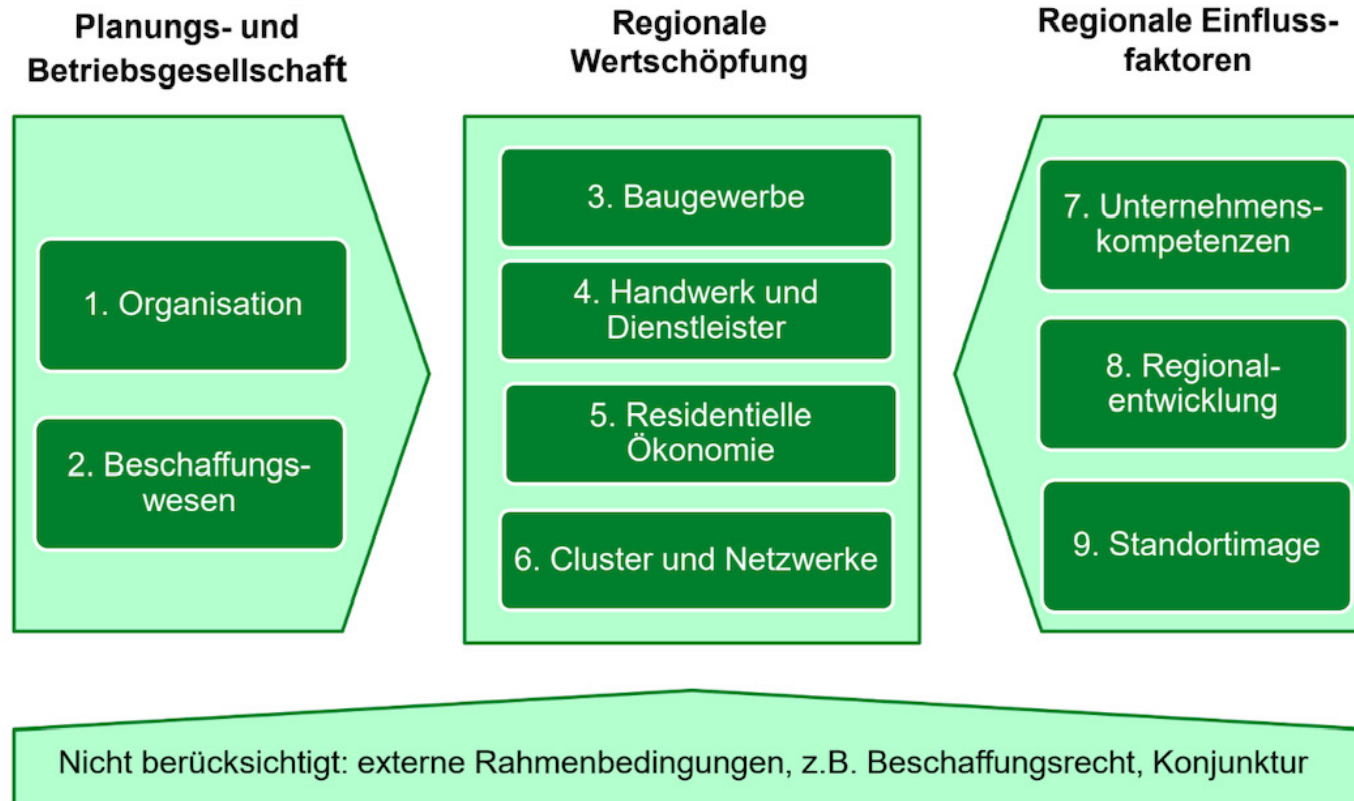 Planungs- und
Betriebsgesellschaft
1. Organisation
2. Beschaffungs-
wesen
Regionale
Wertschöpfung
3. Baugewerbe
4. Handwerk und
Dienstleister
5. Residentielle
Ökonomie
6. Cluster und Netzwerke
Regionale Einfluss-
faktoren
7. Unternehmens-
kompetenzen
8. Regional-
entwicklung
9. Standortimage
Nicht berücksichtigt: externe Rahmenbedingungen, z.B. Beschaffungsrecht, Konjunktur